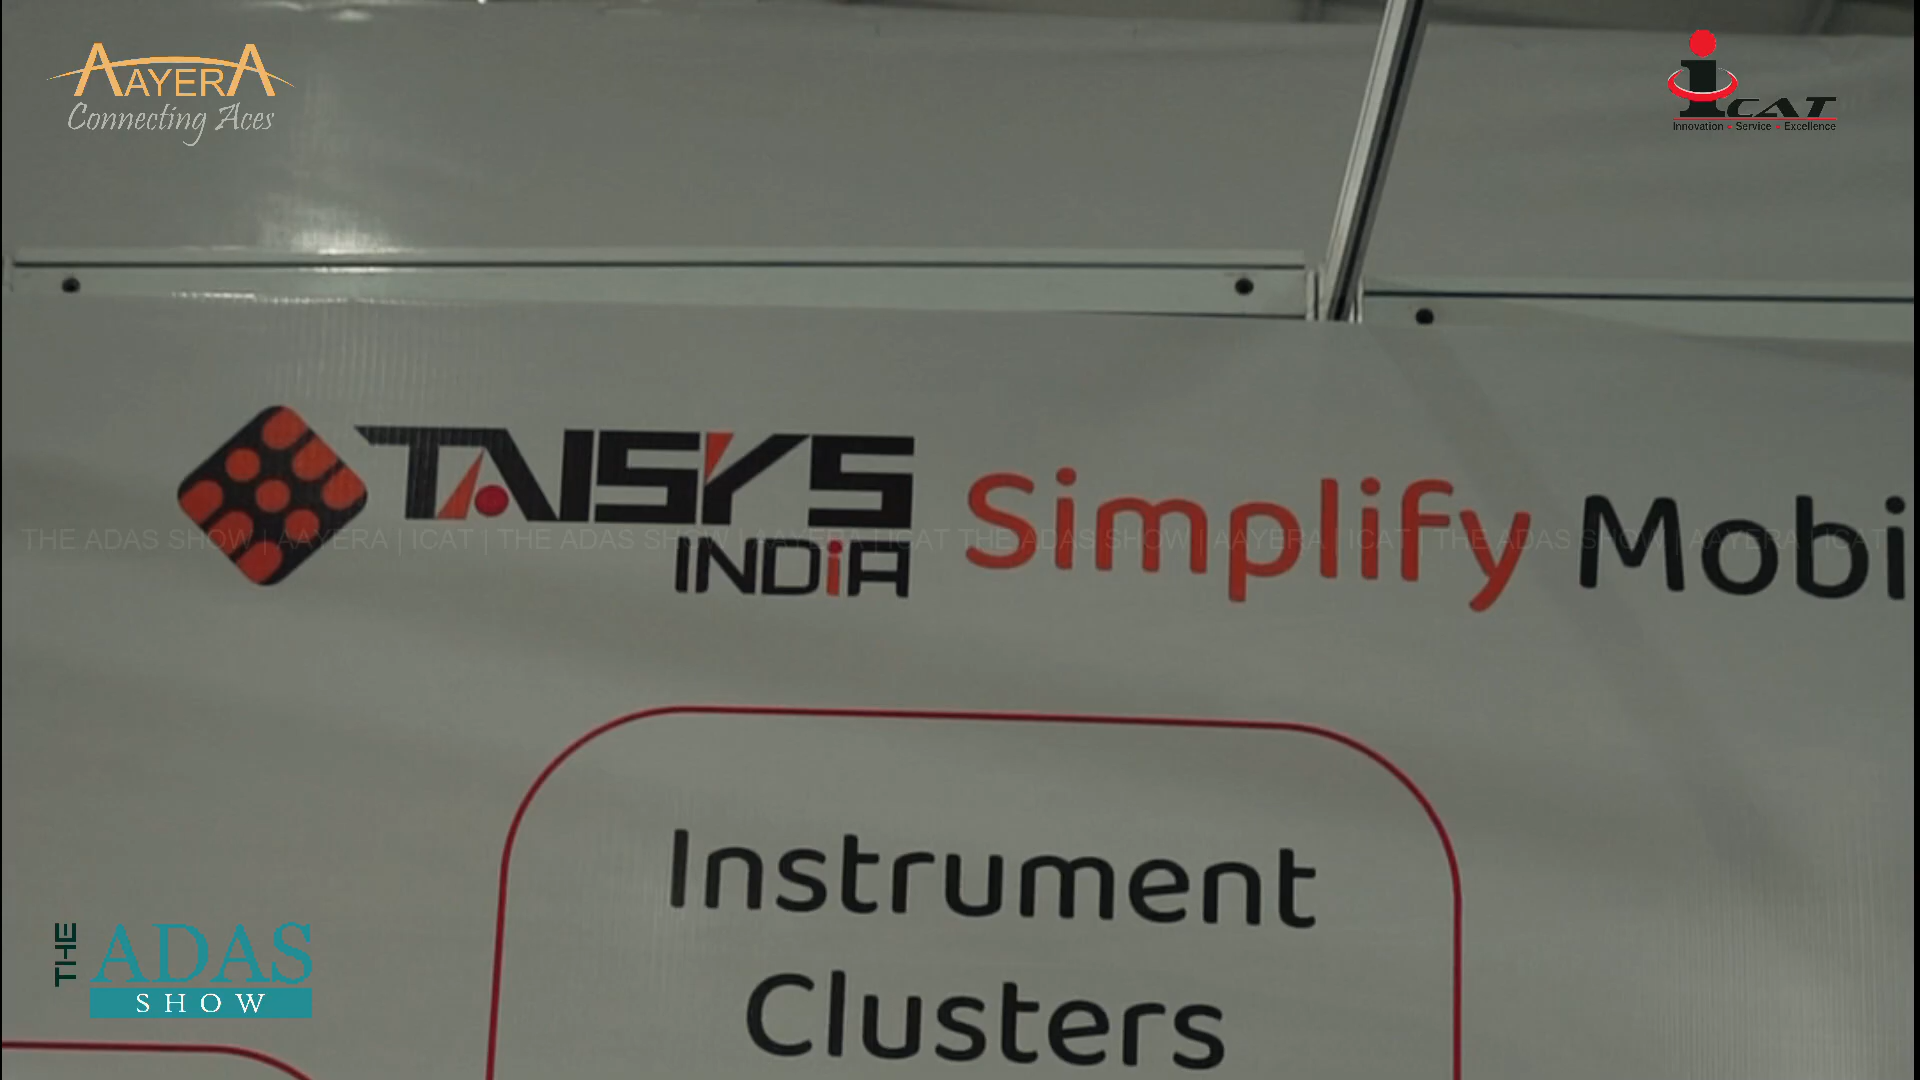 AAYERA
Connecting Aces
iCAT
Innovation • Service • Excellence
TAISYS
INDiA
Simplify Mobi
THE ADAS SHOW | AAYERA | ICAT | THE ADAS SHOW | AAYERA | ICAT THE ADAS SHOW | AAYERA | ICAT THE ADAS SHOW | AAYERA | ICAT
Instrument
Clusters
THE ADAS
SHOW